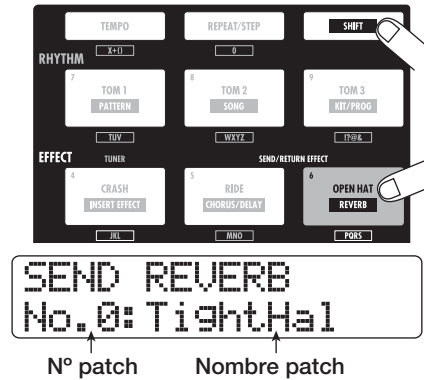 TEMPO REPEAT/STEP SHIFT
X+() 0
RHYTHM
7 8 9
TOM 1 TOM 2 TOM 3
PATTERN SONG KIT/PROG
TUV WXYZ !?@&
EFFECT TUNER SEND/RETURN EFFECT
4 5 6
CRASH RIDE OPEN HAT
INSERT EFFECT CHORUS/DELAY REVERB
JKL MNO PQRS
SEND REVERB
No.0:TightHal
Nº patch Nombre patch